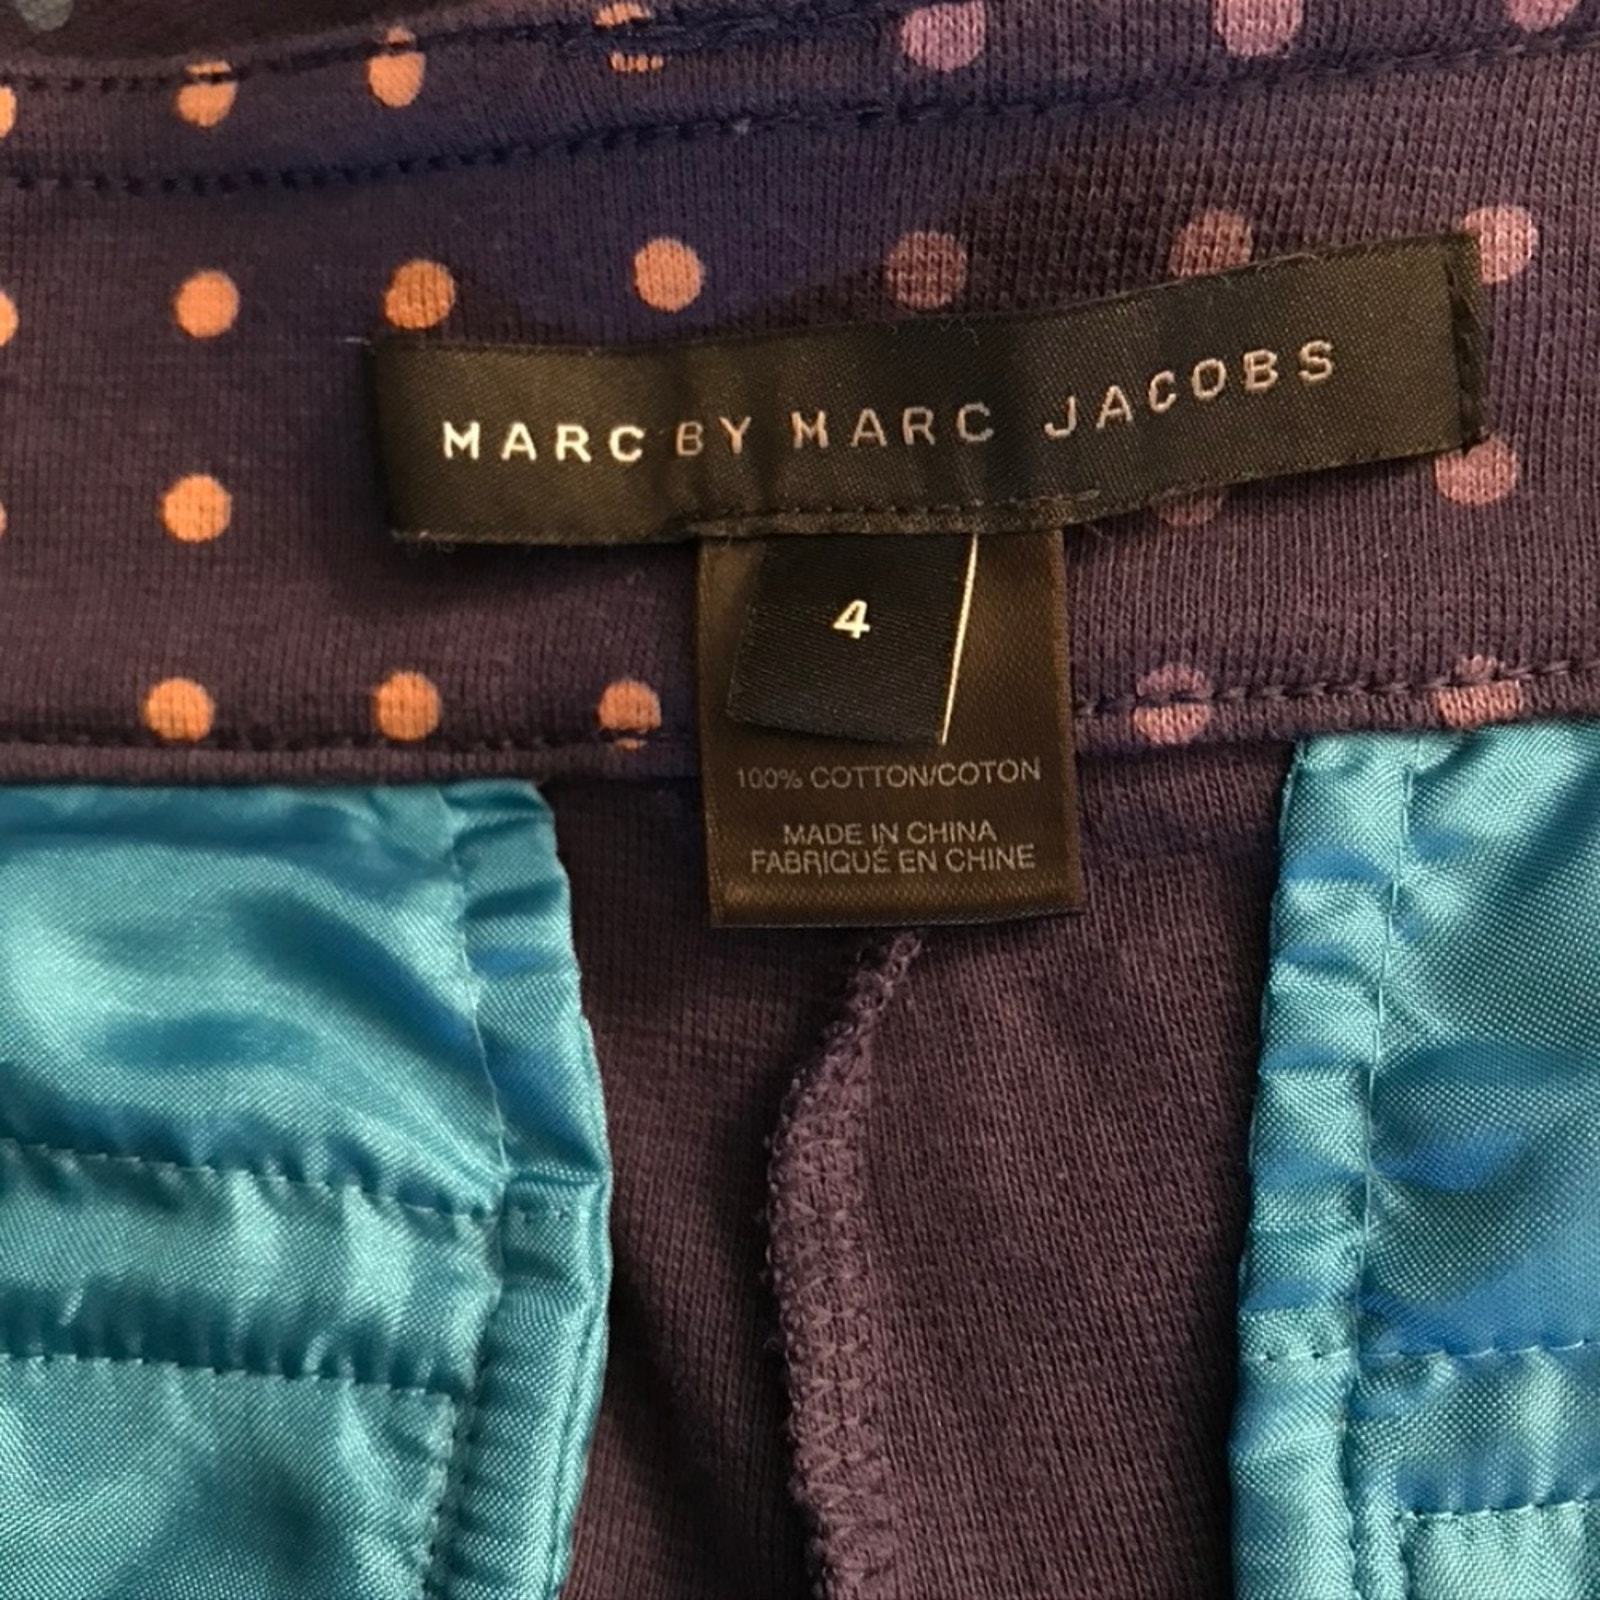 MARC BY MARC JACOBS
4
100% COTTON/COTON
MADE IN CHINA
FABRIQUÉ EN CHINE